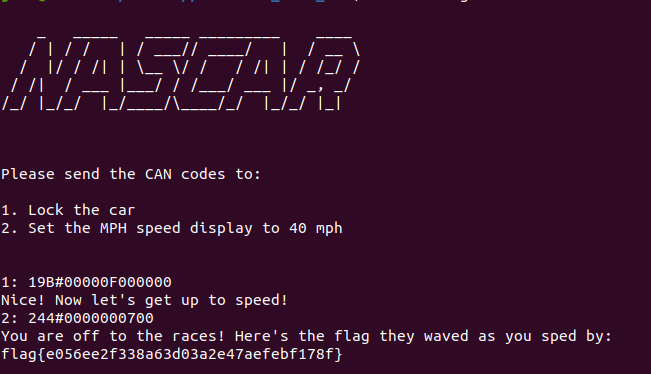 NASCAR
Please send the CAN codes to:
1. Lock the car
2. Set the MPH speed display to 40 mph
1: 19B#00000F000000
Nice! Now let's get up to speed!
2: 244#0000000700
You are off to the races! Here's the flag they waved as you sped by:
flag{e056ee2f338a63d03a2e47aefebf178f}